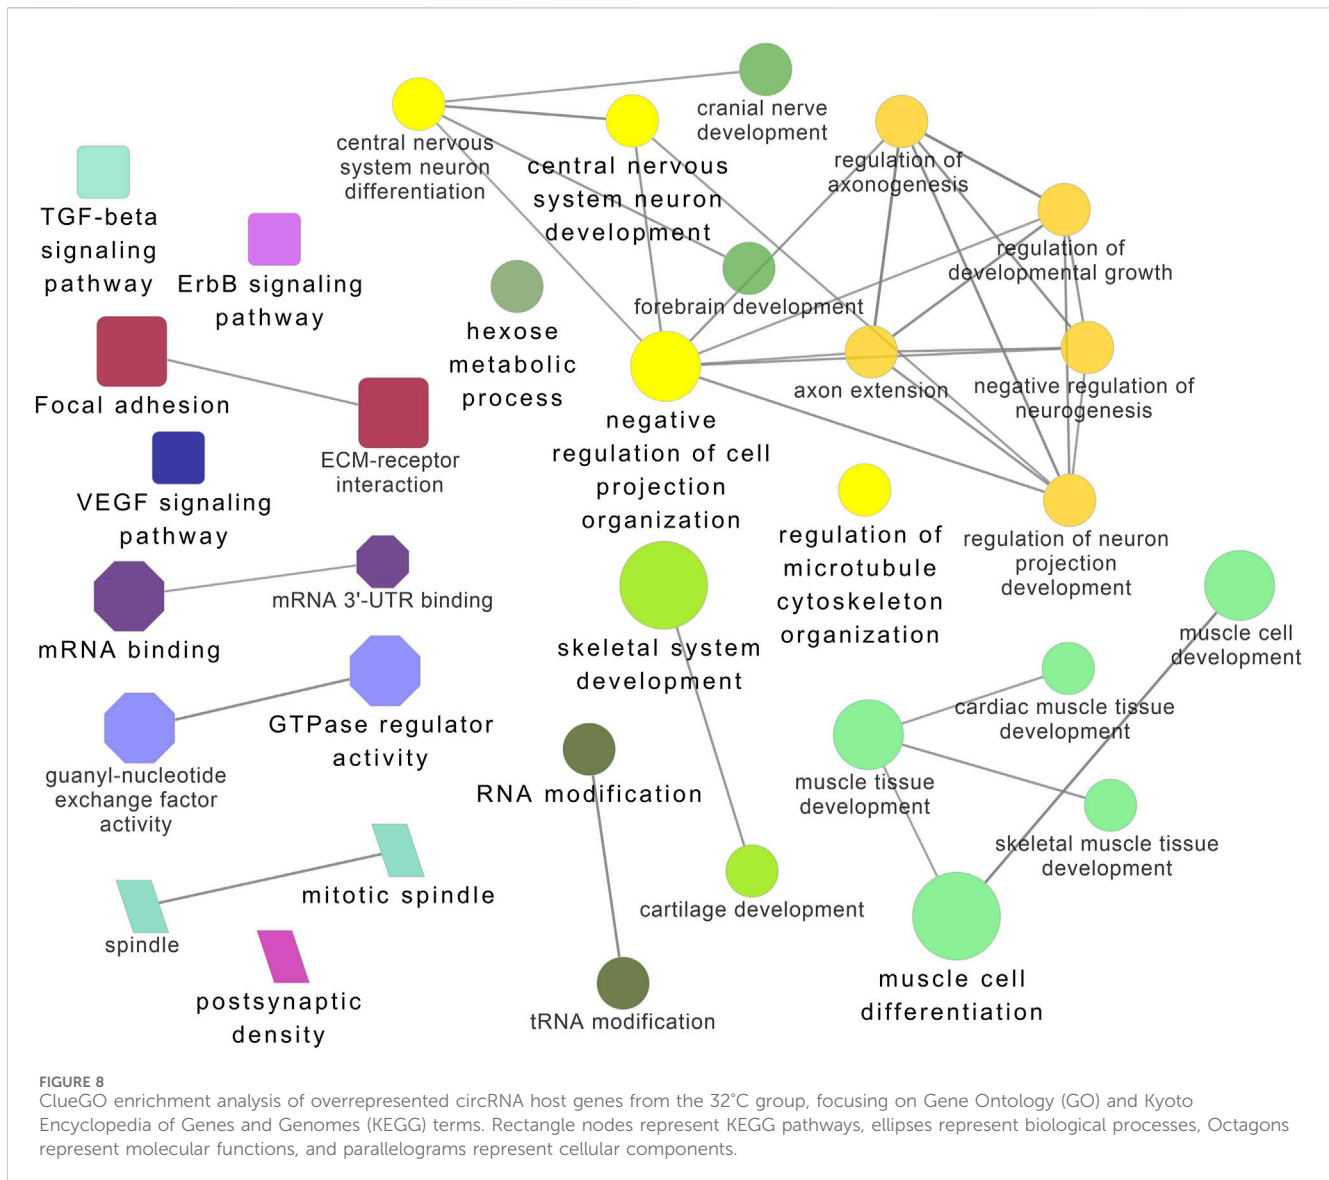 cranial nerve
development
central nervous
system neuron
differentiation
central nervous
system neuron
development
regulation of
axonogenesis
TGF-beta
signaling
pathway
ErbB signaling
pathway
regulation of
developmental growth
forebrain development
hexose
metabolic
process
Focal adhesion
axon extension
negative regulation of
neurogenesis
ECM-receptor
interaction
negative
regulation of cell
projection
organization
VEGF signaling
pathway
regulation of
microtubule
cytoskeleton
organization
regulation of neuron
projection
development
mRNA 3'-UTR binding
mRNA binding
skeletal system
development
muscle cell
development
GTPase regulator
activity
cardiac muscle tissue
development
guanyl-nucleotide
exchange factor
activity
RNA modification
muscle tissue
development
skeletal muscle tissue
development
mitotic spindle
cartilage development
spindle
muscle cell
differentiation
postsynaptic
density
tRNA modification
FIGURE 8
ClueGO enrichment analysis of overrepresented circRNA host genes from the 32°C group, focusing on Gene Ontology (GO) and Kyoto
Encyclopedia of Genes and Genomes (KEGG) terms. Rectangle nodes represent KEGG pathways, ellipses represent biological processes, Octagons
represent molecular functions, and parallelograms represent cellular components.